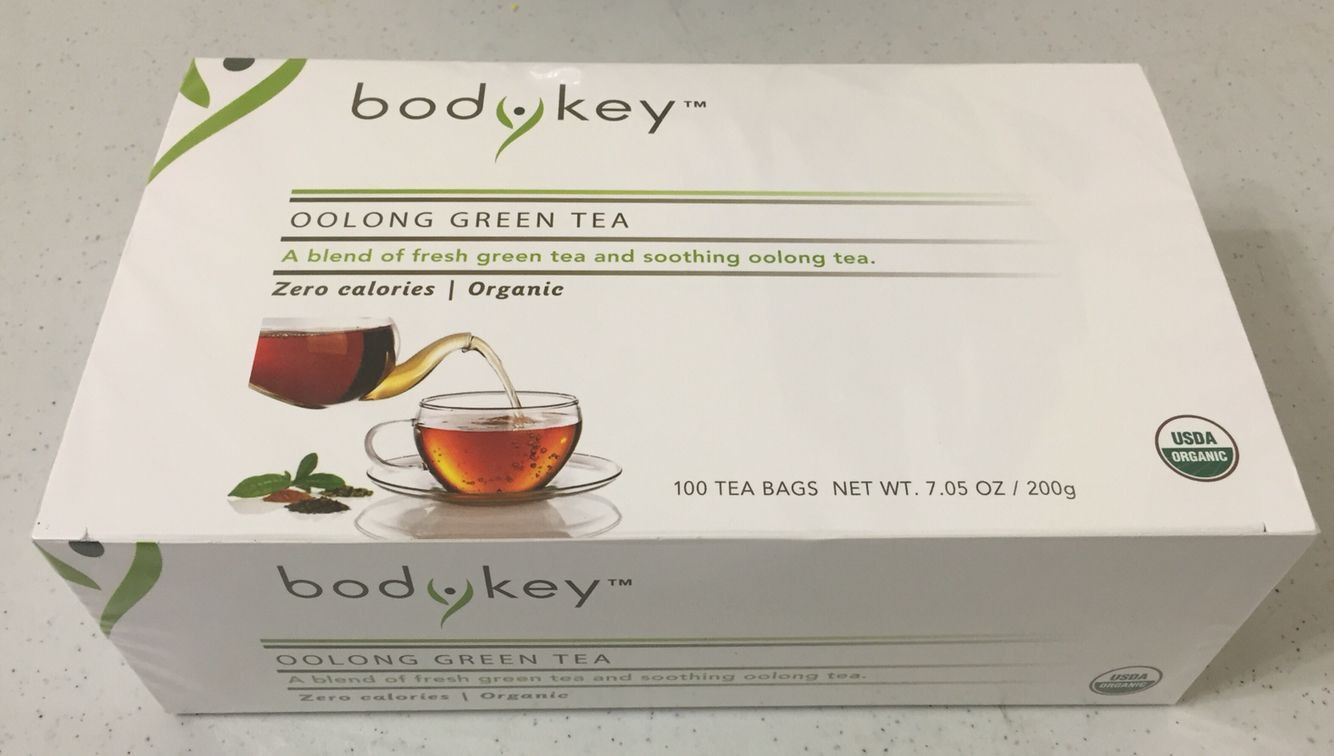 bodykey™
OOLONG GREEN TEA
A blend of fresh green tea and soothing oolong tea.
Zero calories | Organic
USDA
ORGANIC
100 TEA BAGS NET WT. 7.05 OZ / 200g
bodykey™
OOLONG GREEN TEA
A blend of fresh green tea and soothing oolong tea.
Zero calories | Organic
USDA
ORGANIC